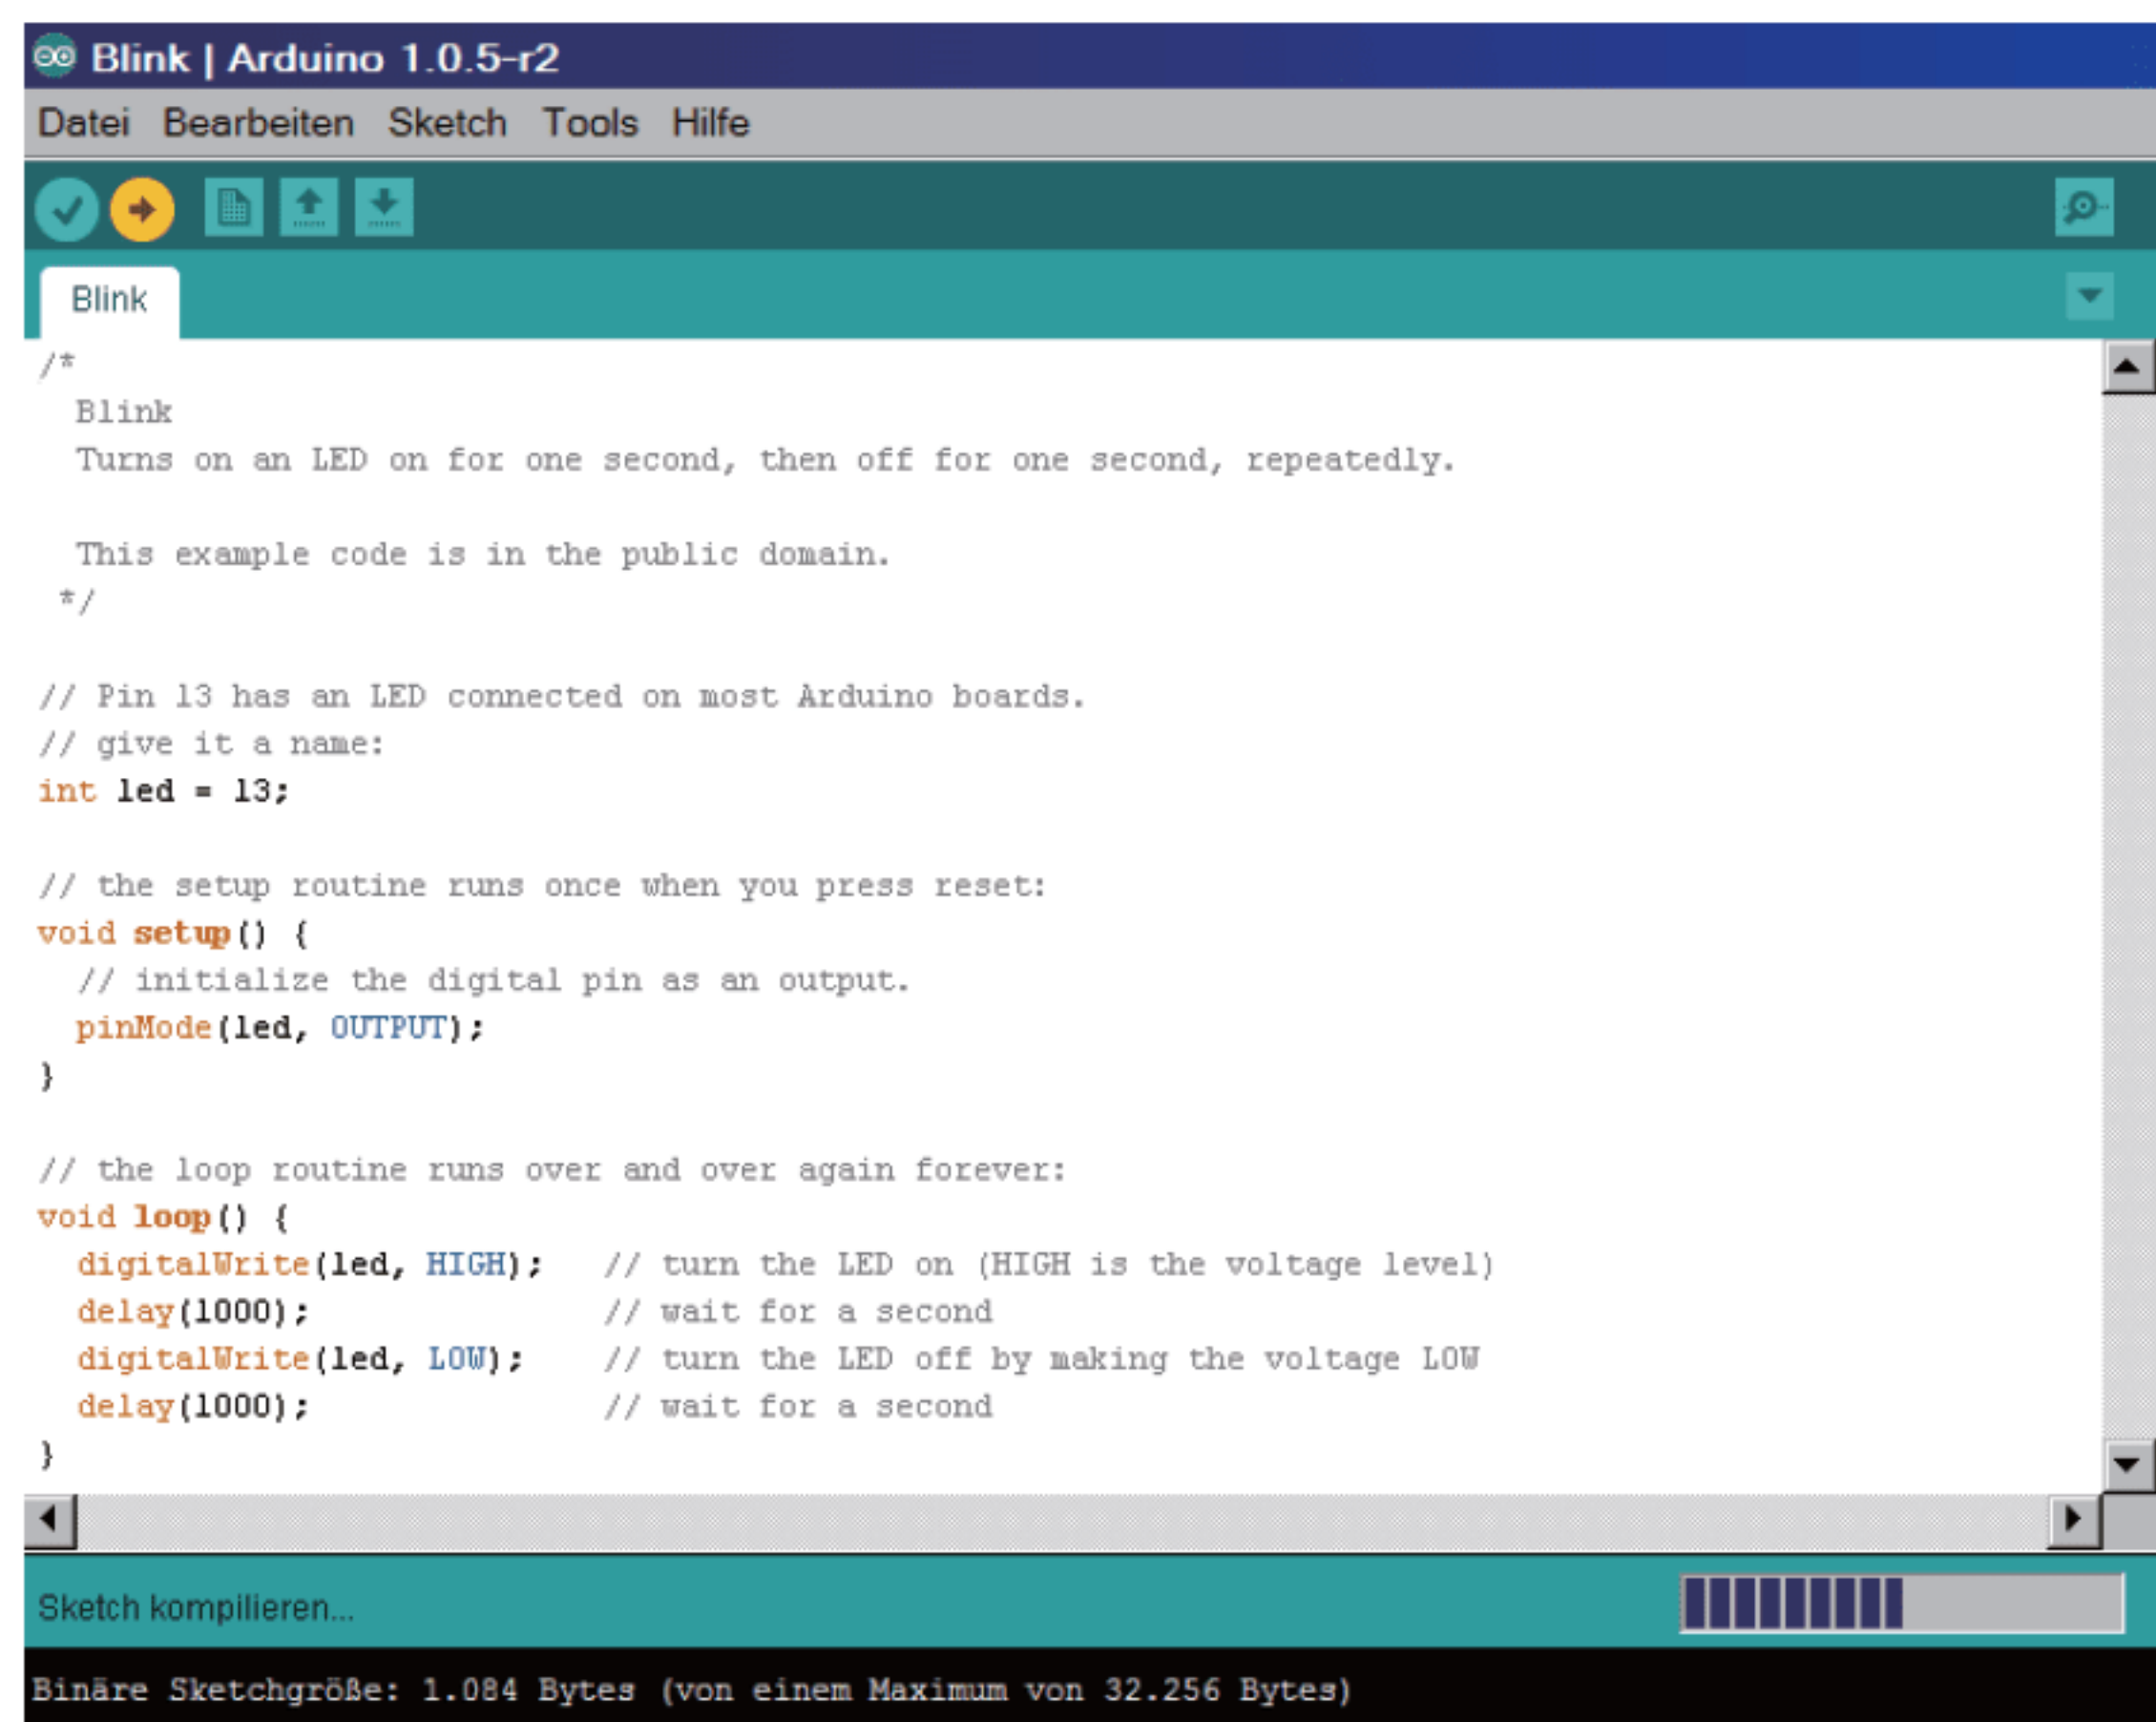 Blink | Arduino 1.0.5-r2
Datei Bearbeiten Sketch Tools Hilfe
Blink
/*
  Blink
  Turns on an LED on for one second, then off for one second, repeatedly.

  This example code is in the public domain.
 */

// Pin 13 has an LED connected on most Arduino boards.
// give it a name:
int led = 13;

// the setup routine runs once when you press reset:
void setup() {
  // initialize the digital pin as an output.
  pinMode(led, OUTPUT);
}

// the loop routine runs over and over again forever:
void loop() {
  digitalWrite(led, HIGH);   // turn the LED on (HIGH is the voltage level)
  delay(1000);               // wait for a second
  digitalWrite(led, LOW);    // turn the LED off by making the voltage LOW
  delay(1000);               // wait for a second
}
Sketch kompilieren...
Binäre Sketchgröße: 1.084 Bytes (von einem Maximum von 32.256 Bytes)